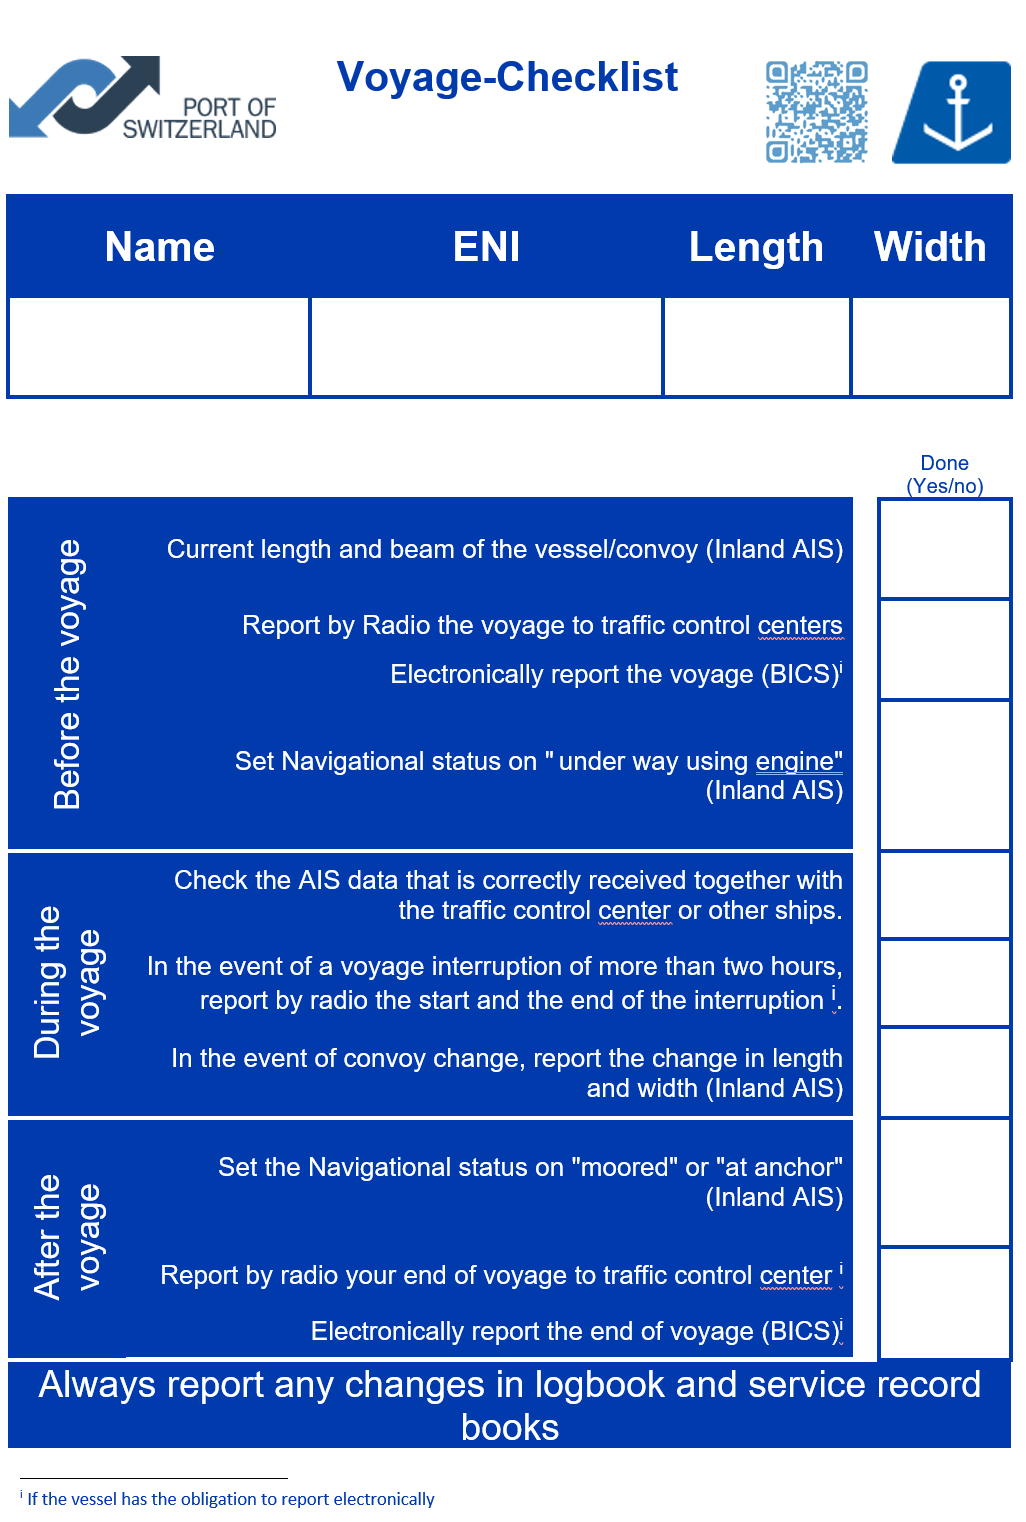 PORT OF
SWITZERLAND
Voyage-Checklist
Name ENI Length Width
Done
(Yes/no)
Before the voyage
Current length and beam of the vessel/convoy (Inland AIS)
Report by Radio the voyage to traffic control centers
Electronically report the voyage (BICS)ⁱ
Set Navigational status on " under way using engine"
(Inland AIS)
During the
voyage
Check the AIS data that is correctly received together with
the traffic control center or other ships.
In the event of a voyage interruption of more than two hours,
report by radio the start and the end of the interruption ⁱ.
In the event of convoy change, report the change in length
and width (Inland AIS)
After the
voyage
Set the Navigational status on "moored" or "at anchor"
(Inland AIS)
Report by radio your end of voyage to traffic control center ⁱ
Electronically report the end of voyage (BICS)ⁱ
Always report any changes in logbook and service record
books
ⁱ If the vessel has the obligation to report electronically